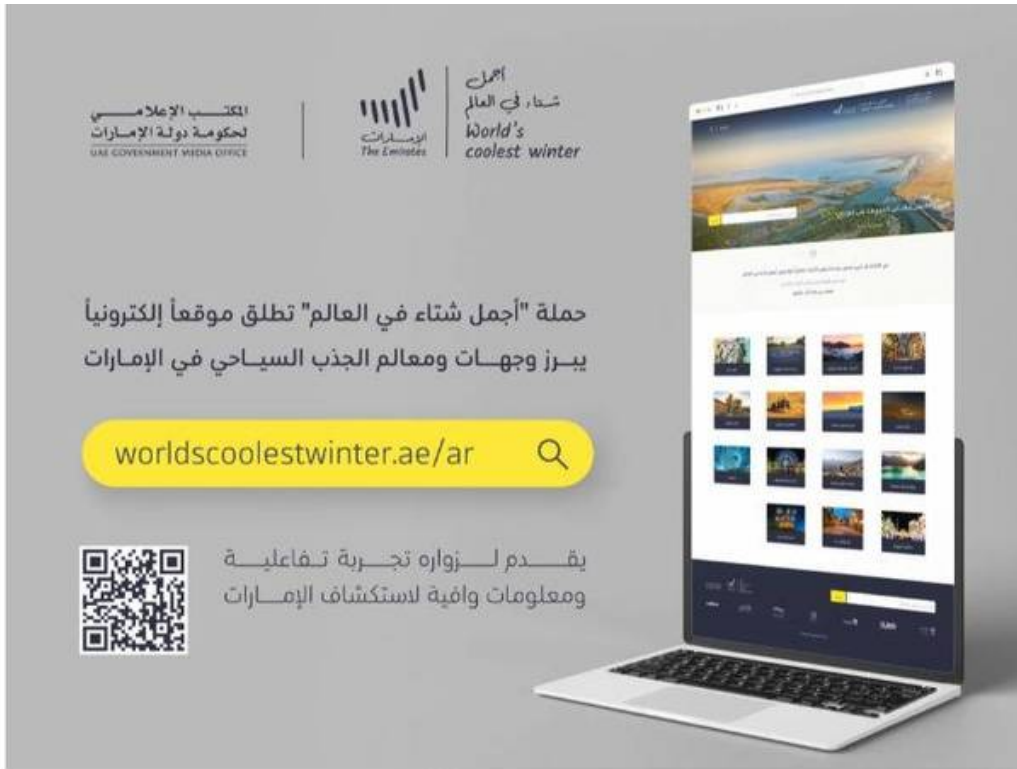 المكتب الإعلامي
لحكومة دولة الإمارات
UAE GOVERNMENT MEDIA OFFICE
الإمارات
The Emirates
أجمل
شتاء في العالم
World's
coolest winter
حملة "أجمل شتاء في العالم" تطلق موقعاً إلكترونياً
يبرز وجهات ومعالم الجذب السياحي في الإمارات
worldscoolestwinter.ae/ar
يقدم لزواره تجربة تفاعلية
ومعلومات وافية لاستكشاف الإمارات